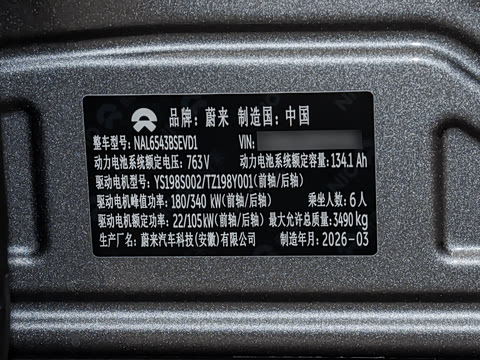 品牌: 蔚来 制造国: 中国
整车型号: NAL6543BSEVD1 VIN:
动力电池系统额定电压: 763 V 动力电池系统额定容量: 134.1 Ah
驱动电机型号: YS198S002/TZ198Y001(前轴/后轴)
驱动电机峰值功率: 180/340 kW(前轴/后轴) 乘坐人数: 6人
驱动电机额定功率: 22/105kW(前轴/后轴) 最大允许总质量: 3490 kg
生产厂名: 蔚来汽车科技(安徽)有限公司 制造年月: 2026-03